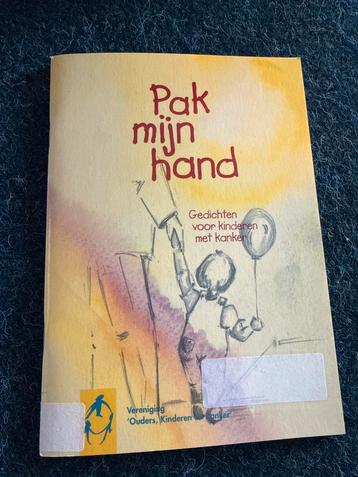 Pak
mijn
hand
Gedichten
voor kinderen
met kanker
Vereniging
'Ouders, Kinderen